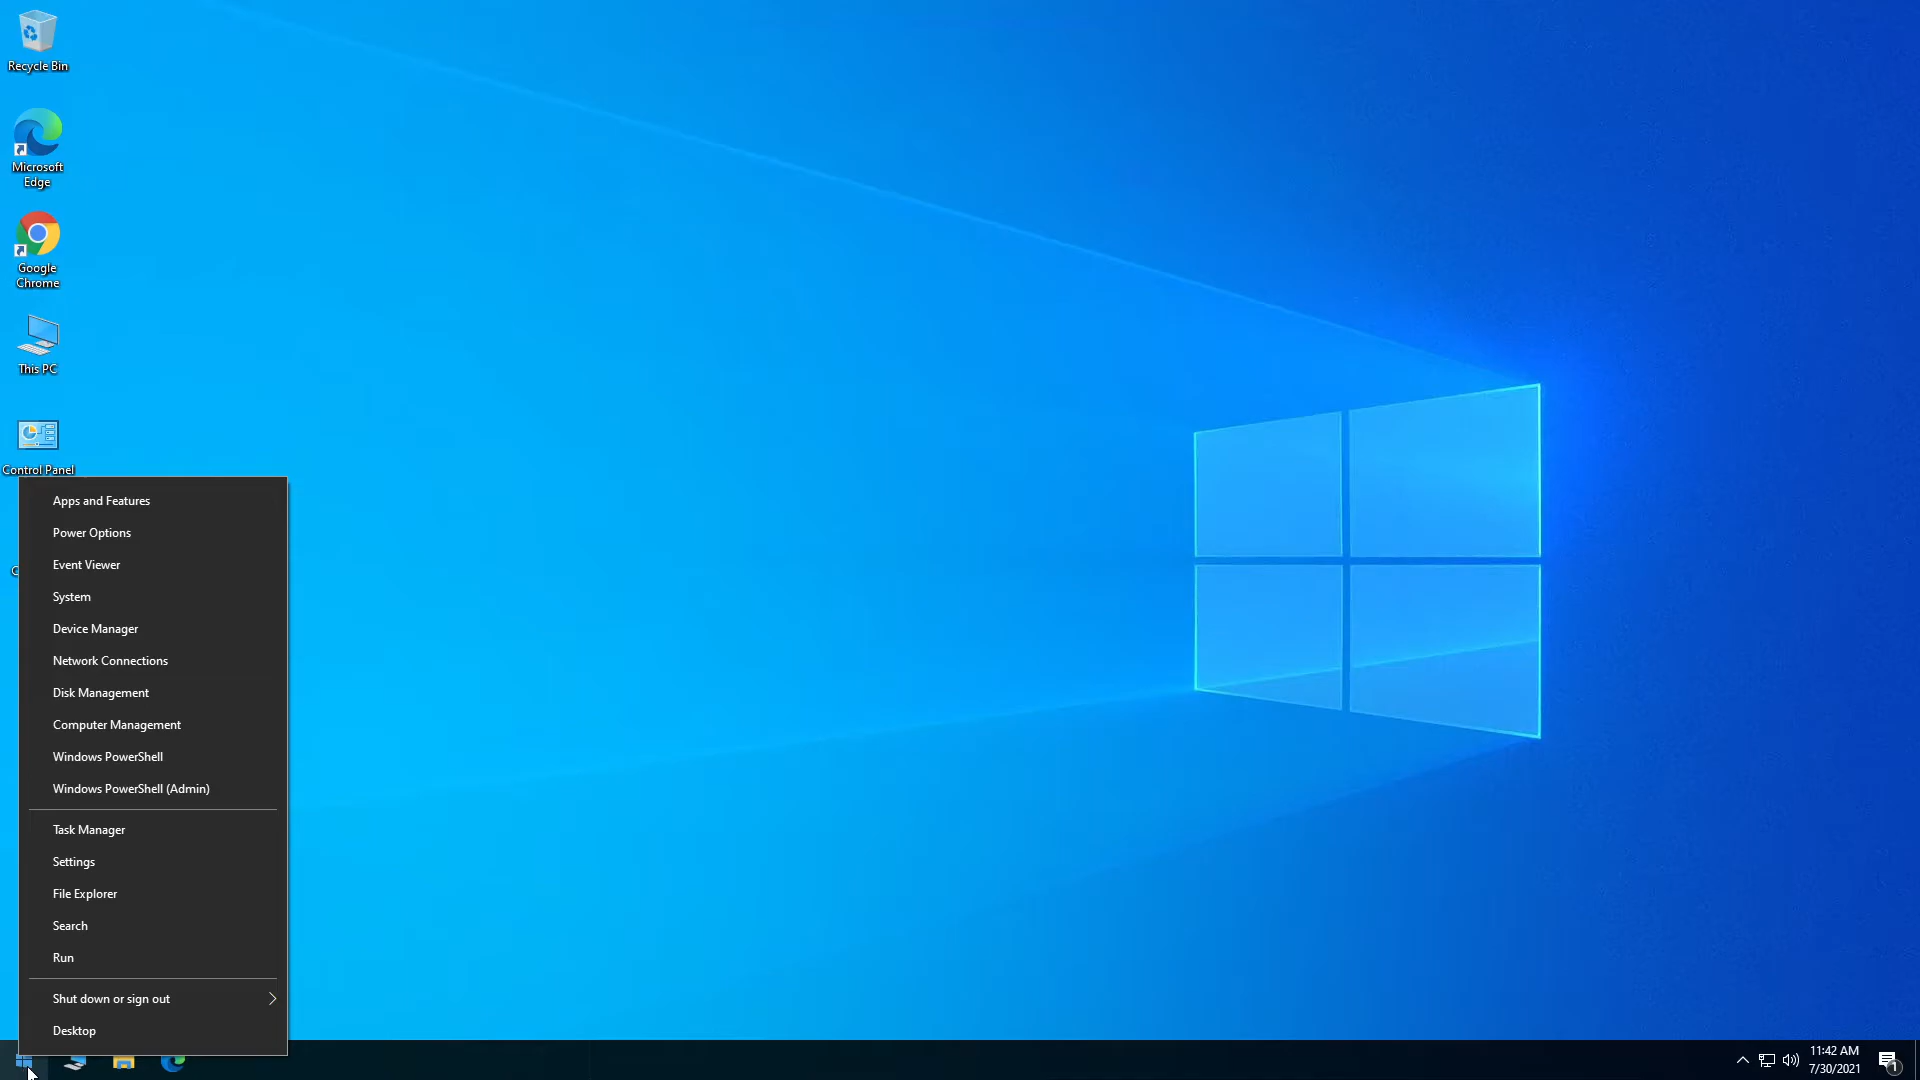 Recycle Bin
Microsoft
Edge
Google
Chrome
This PC
Control Panel
Apps and Features
Power Options
Event Viewer
System
Device Manager
Network Connections
Disk Management
Computer Management
Windows PowerShell
Windows PowerShell (Admin)
Task Manager
Settings
File Explorer
Search
Run
Shut down or sign out
Desktop
11:42 AM
7/30/2021
1